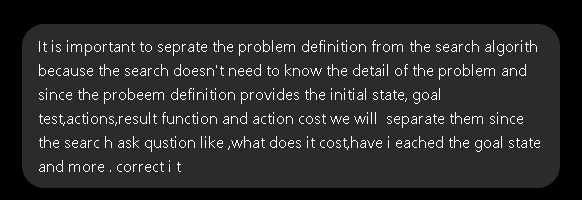 It is important to seprate the problem definition from the search algorith
because the search doesn't need to know the detail of the problem and
since the probeem definition provides the initial state, goal
test,actions,result function and action cost we will  separate them since
the searc h ask qustion like ,what does it cost,have i eached the goal state
and more . correct i t